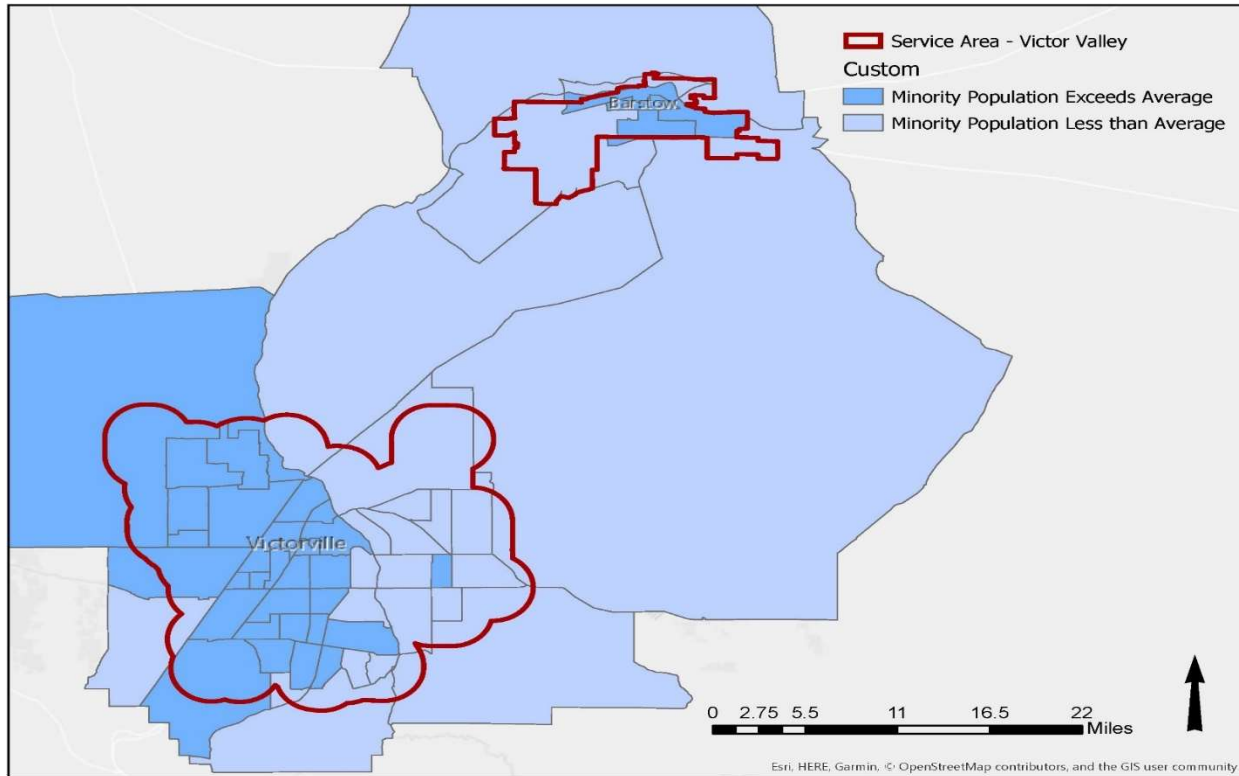 Service Area - Victor Valley
Custom
Minority Population Exceeds Average
Minority Population Less than Average
Barstow
Victorville
0 2.75 5.5 11 16.5 22
Miles
Esri, HERE, Garmin, © OpenStreetMap contributors, and the GIS user community